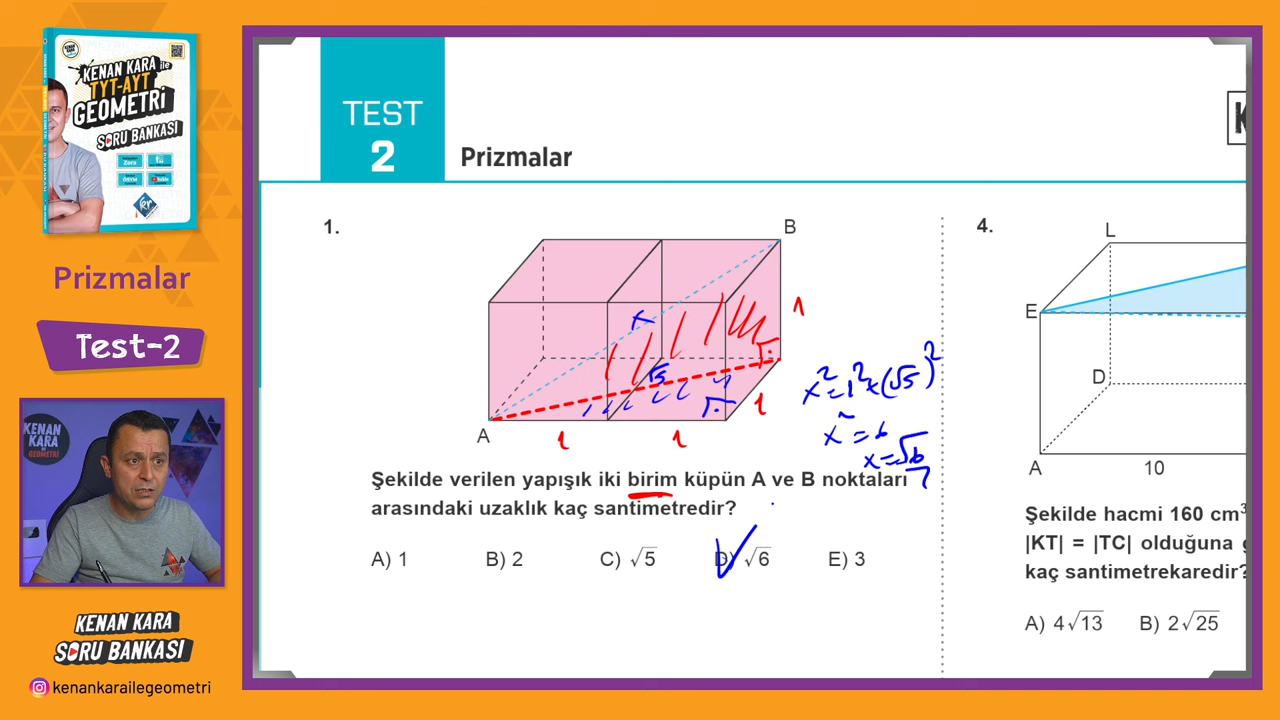 KENAN KARA ile
TYT-AYT
GEOMETRİ
SORU BANKASI
Prizmalar
Test-2
KENAN
KARA
GEOMETRİ
KENAN KARA
SORU BANKASI
kenankarailegeometri
TEST
2
Prizmalar
1.
B
A
x
√5
1
1
1
1
x² = 1² + (√5)²
x² = 6
x = √6
Şekilde verilen yapışık iki birim küpün A ve B noktaları
arasındaki uzaklık kaç santimetredir?
A) 1 B) 2 C) √5 D) √6 E) 3
4.
L
E
D
A
10
Şekilde hacmi 160 cm³
|KT| = |TC| olduğuna
kaç santimetrekaredir?
A) 4√13 B) 2√25